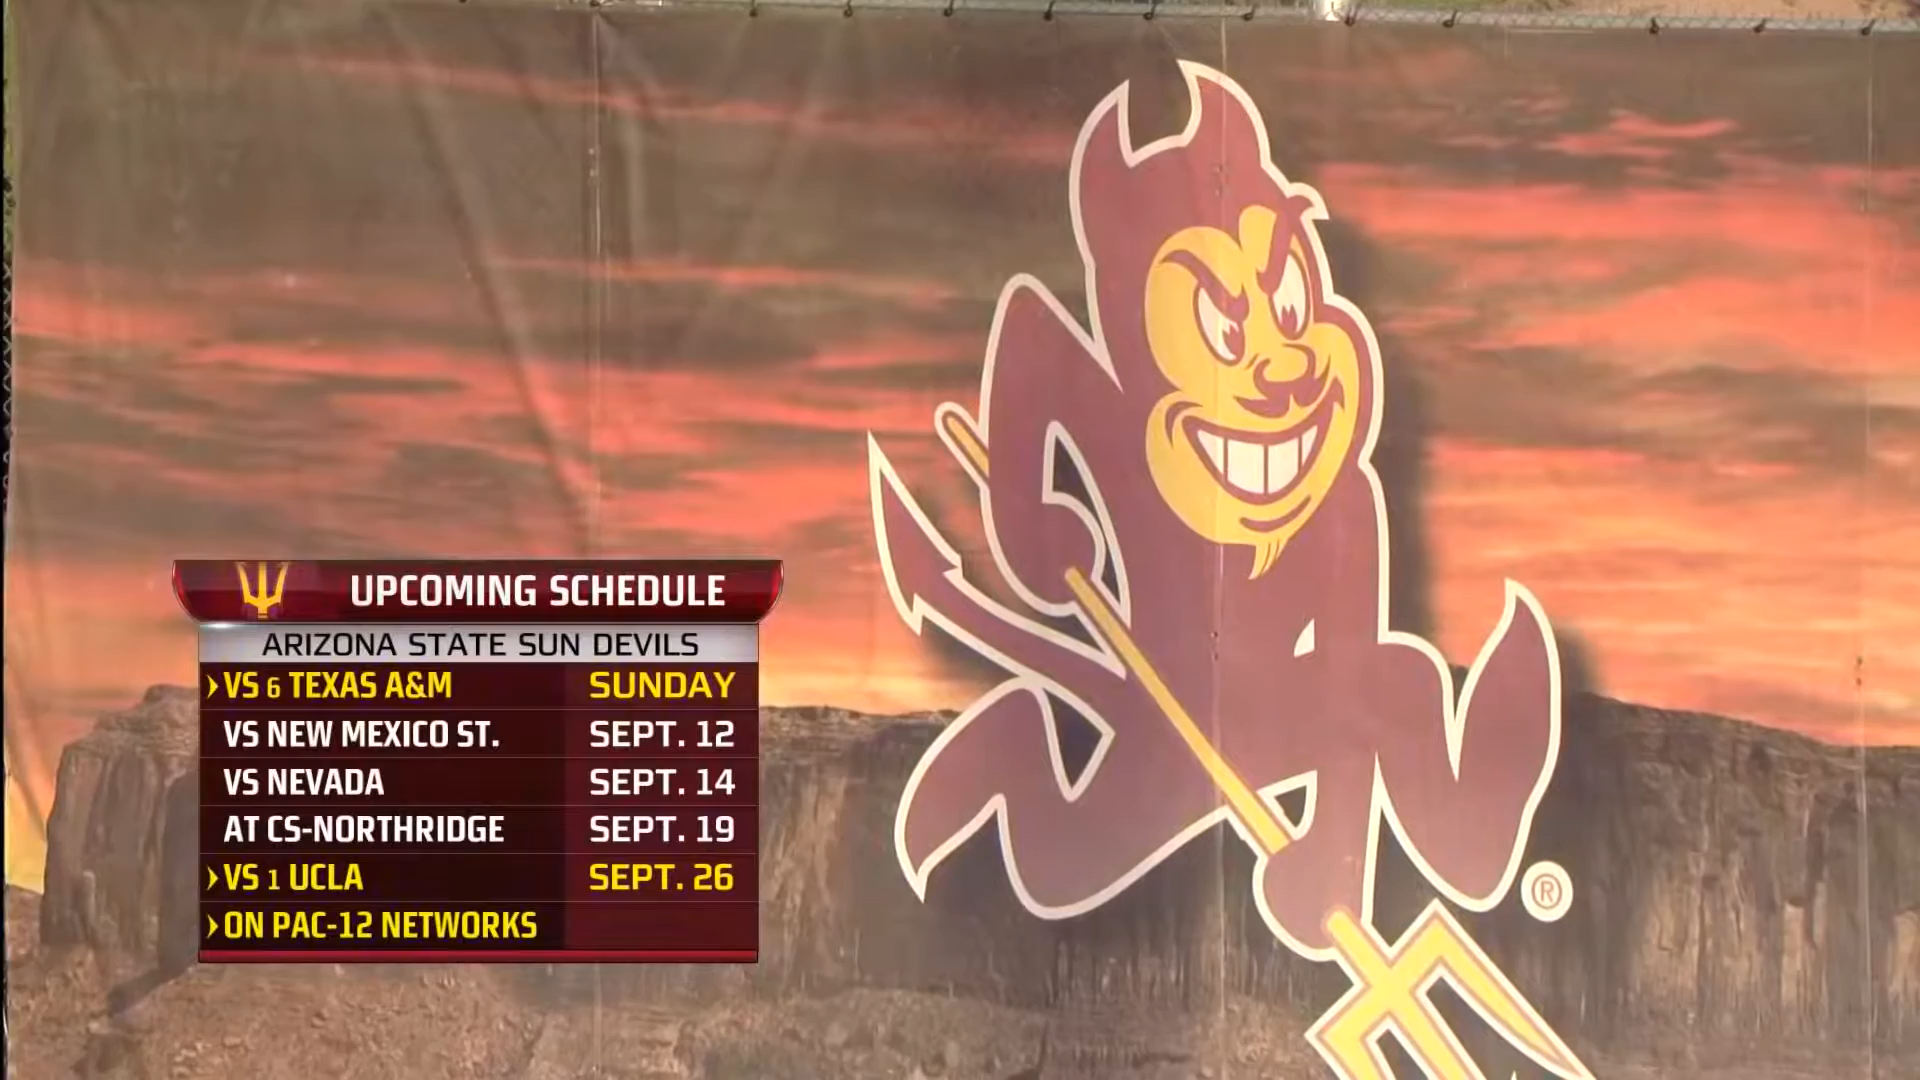 UPCOMING SCHEDULE
ARIZONA STATE SUN DEVILS
›VS 6 TEXAS A&M SUNDAY
VS NEW MEXICO ST. SEPT. 12
VS NEVADA SEPT. 14
AT CS-NORTHRIDGE SEPT. 19
›VS 1 UCLA SEPT. 26
›ON PAC-12 NETWORKS
®